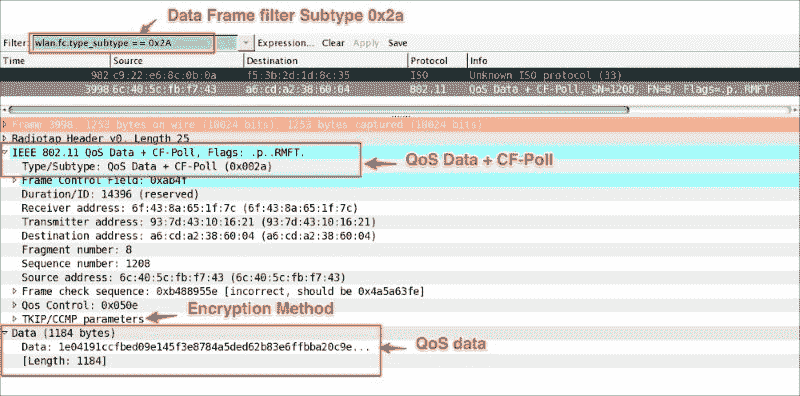 Data Frame filter Subtype 0x2a
Filter: wlan.fc.type_subtype == 0x2A Expression... Clear Apply Save
Time Source Destination Protocol Info
982 c9:22:e6:8c:0b:0a f5:3b:2d:1d:8c:35 ISO Unknown ISO protocol (33)
3998 6c:40:5c:fb:f7:43 a6:cd:a2:38:60:04 802.11 QoS Data + CF-Poll, SN=1208, FN=8, Flags=.p..RMFT.
Frame 3998 1253 bytes on wire (10024 bits) 1253 bytes captured (10024 bits)
Radiotap Header v0, Length 25
IEEE 802.11 QoS Data + CF-Poll, Flags: .p..RMFT.
QoS Data + CF-Poll
Type/Subtype: QoS Data + CF-Poll (0x002a)
Frame Control Field: 0xab4f
Duration/ID: 14396 (reserved)
Receiver address: 6f:43:8a:65:1f:7c (6f:43:8a:65:1f:7c)
Transmitter address: 93:7d:43:10:16:21 (93:7d:43:10:16:21)
Destination address: a6:cd:a2:38:60:04 (a6:cd:a2:38:60:04)
Fragment number: 8
Sequence number: 1208
Source address: 6c:40:5c:fb:f7:43 (6c:40:5c:fb:f7:43)
Frame check sequence: 0xb488955e [incorrect, should be 0x4a5a63fe]
Qos Control: 0x050e
Encryption Method
TKIP/CCMP parameters
Data (1184 bytes)
Data: 1e04191ccfbed09e145f3e8784a5ded62b83e6ffbba20c9e...
QoS data
[Length: 1184]